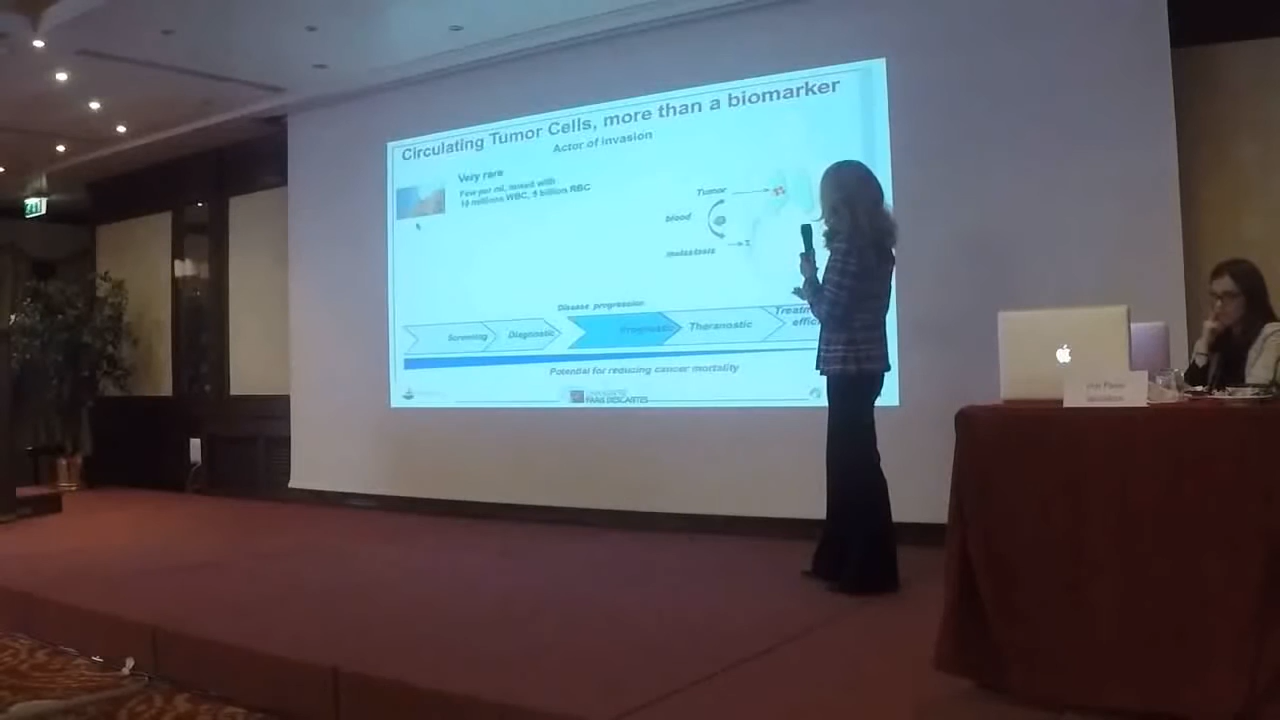 Circulating Tumor Cells, more than a biomarker
Actor of invasion
Very rare
Few per ml, mixed with
10 millions WBC, 5 billion RBC
Tumor
blood
metastasis
Disease progression
Screening
Diagnostic
Prognostic
Theranostic
Potential for reducing cancer mortality
PARIS DESCARTES